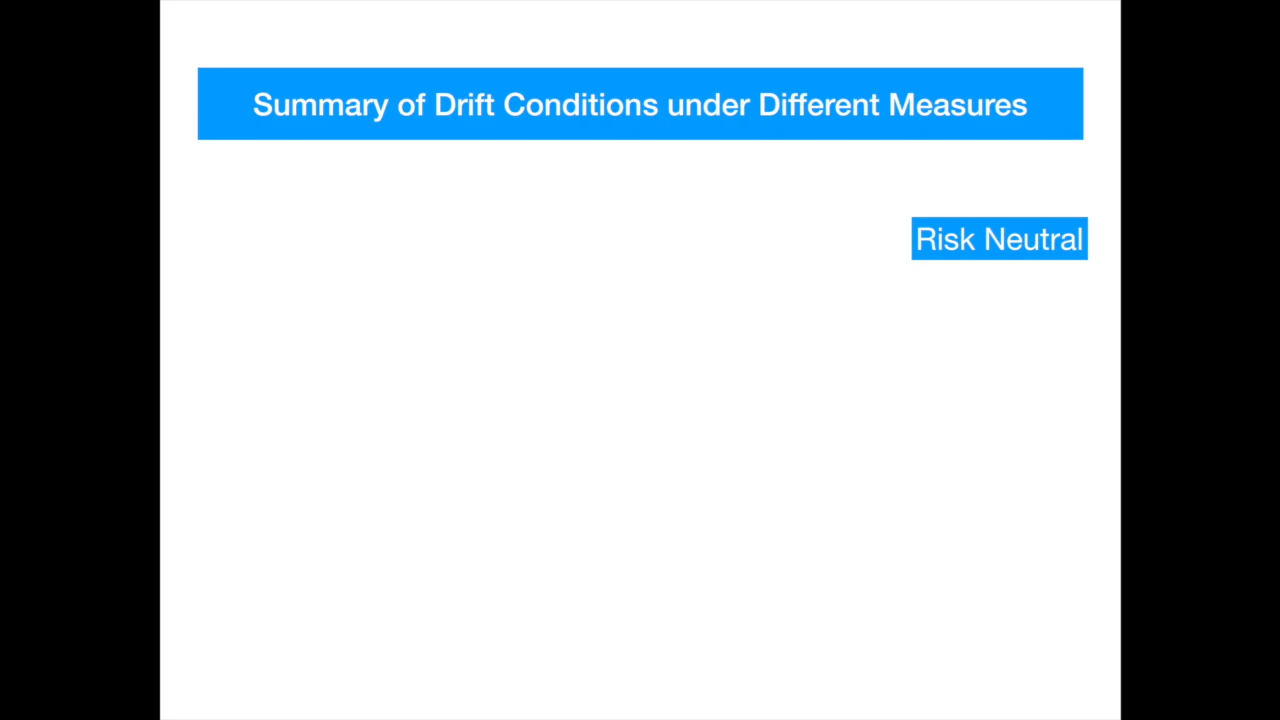 Summary of Drift Conditions under Different Measures
Risk Neutral